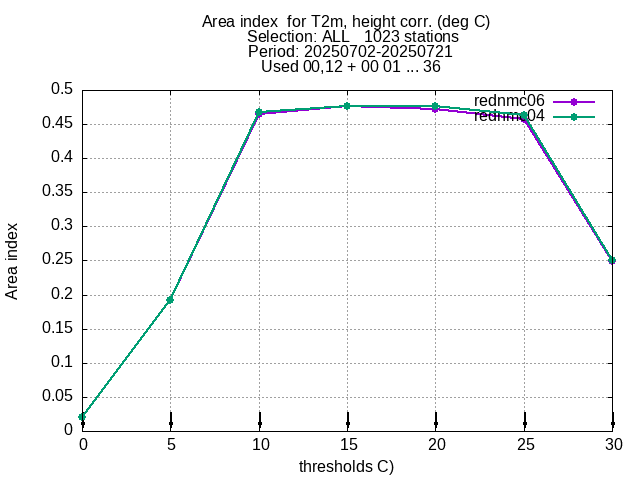 Area index  for T2m, height corr. (deg C)
Selection: ALL   1023 stations
Period: 20250702-20250721
Used 00,12 + 00 01 ... 36
rednmc06
rednmc04
Area index
0.5
0.45
0.4
0.35
0.3
0.25
0.2
0.15
0.1
0.05
0
0 5 10 15 20 25 30
thresholds C)